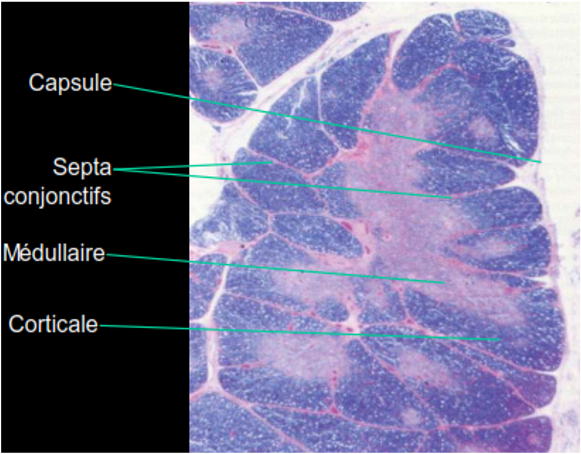 Capsule
Septa
conjonctifs
Médullaire
Corticale